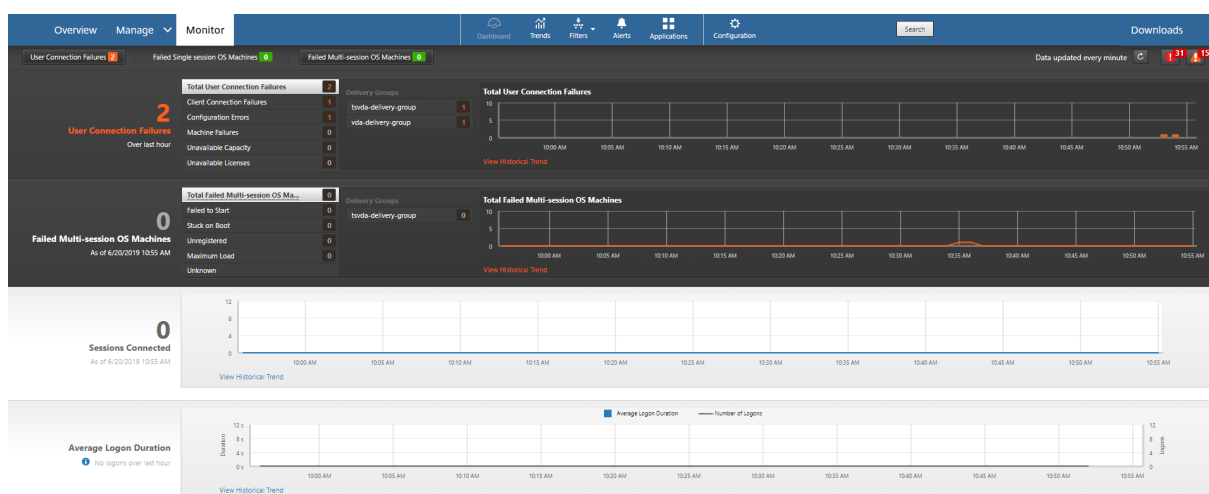 Overview Manage Monitor Dashboard Trends Filters Alerts Applications Configuration Search Downloads
User Connection Failures 2 Failed Single session OS Machines 0 Failed Multi-session OS Machines 0 Data updated every minute 31 15
2
User Connection Failures
Over last hour
Total User Connection Failures 2
Client Connection Failures 1
Configuration Errors 1
Machine Failures 0
Unavailable Capacity 0
Unavailable Licenses 0
Delivery Groups
tsvda-delivery-group 1
vda-delivery-group 1
Total User Connection Failures
10
5
0
10:00 AM 10:05 AM 10:10 AM 10:15 AM 10:20 AM 10:25 AM 10:30 AM 10:35 AM 10:40 AM 10:45 AM 10:50 AM 10:55 AM
View Historical Trend
0
Failed Multi-session OS Machines
As of 6/20/2019 10:55 AM
Total Failed Multi-session OS Ma... 0
Failed to Start 0
Stuck on Boot 0
Unregistered 0
Maximum Load 0
Unknown
Delivery Groups
tsvda-delivery-group 0
Total Failed Multi-session OS Machines
10
5
0
10:00 AM 10:05 AM 10:10 AM 10:15 AM 10:20 AM 10:25 AM 10:30 AM 10:35 AM 10:40 AM 10:45 AM 10:50 AM 10:55 AM
View Historical Trend
0
Sessions Connected
As of 6/20/2019 10:55 AM
12
8
4
0
10:00 AM 10:05 AM 10:10 AM 10:15 AM 10:20 AM 10:25 AM 10:30 AM 10:35 AM 10:40 AM 10:45 AM 10:50 AM 10:55 AM
View Historical Trend
Average Logon Duration
No logons over last hour
Average Logon Duration Number of Logons
Duration
12 s
8 s
4 s
0 s
12
8
4
0
Logons
10:00 AM 10:05 AM 10:10 AM 10:15 AM 10:20 AM 10:25 AM 10:30 AM 10:35 AM 10:40 AM 10:45 AM 10:50 AM 10:55 AM
View Historical Trend